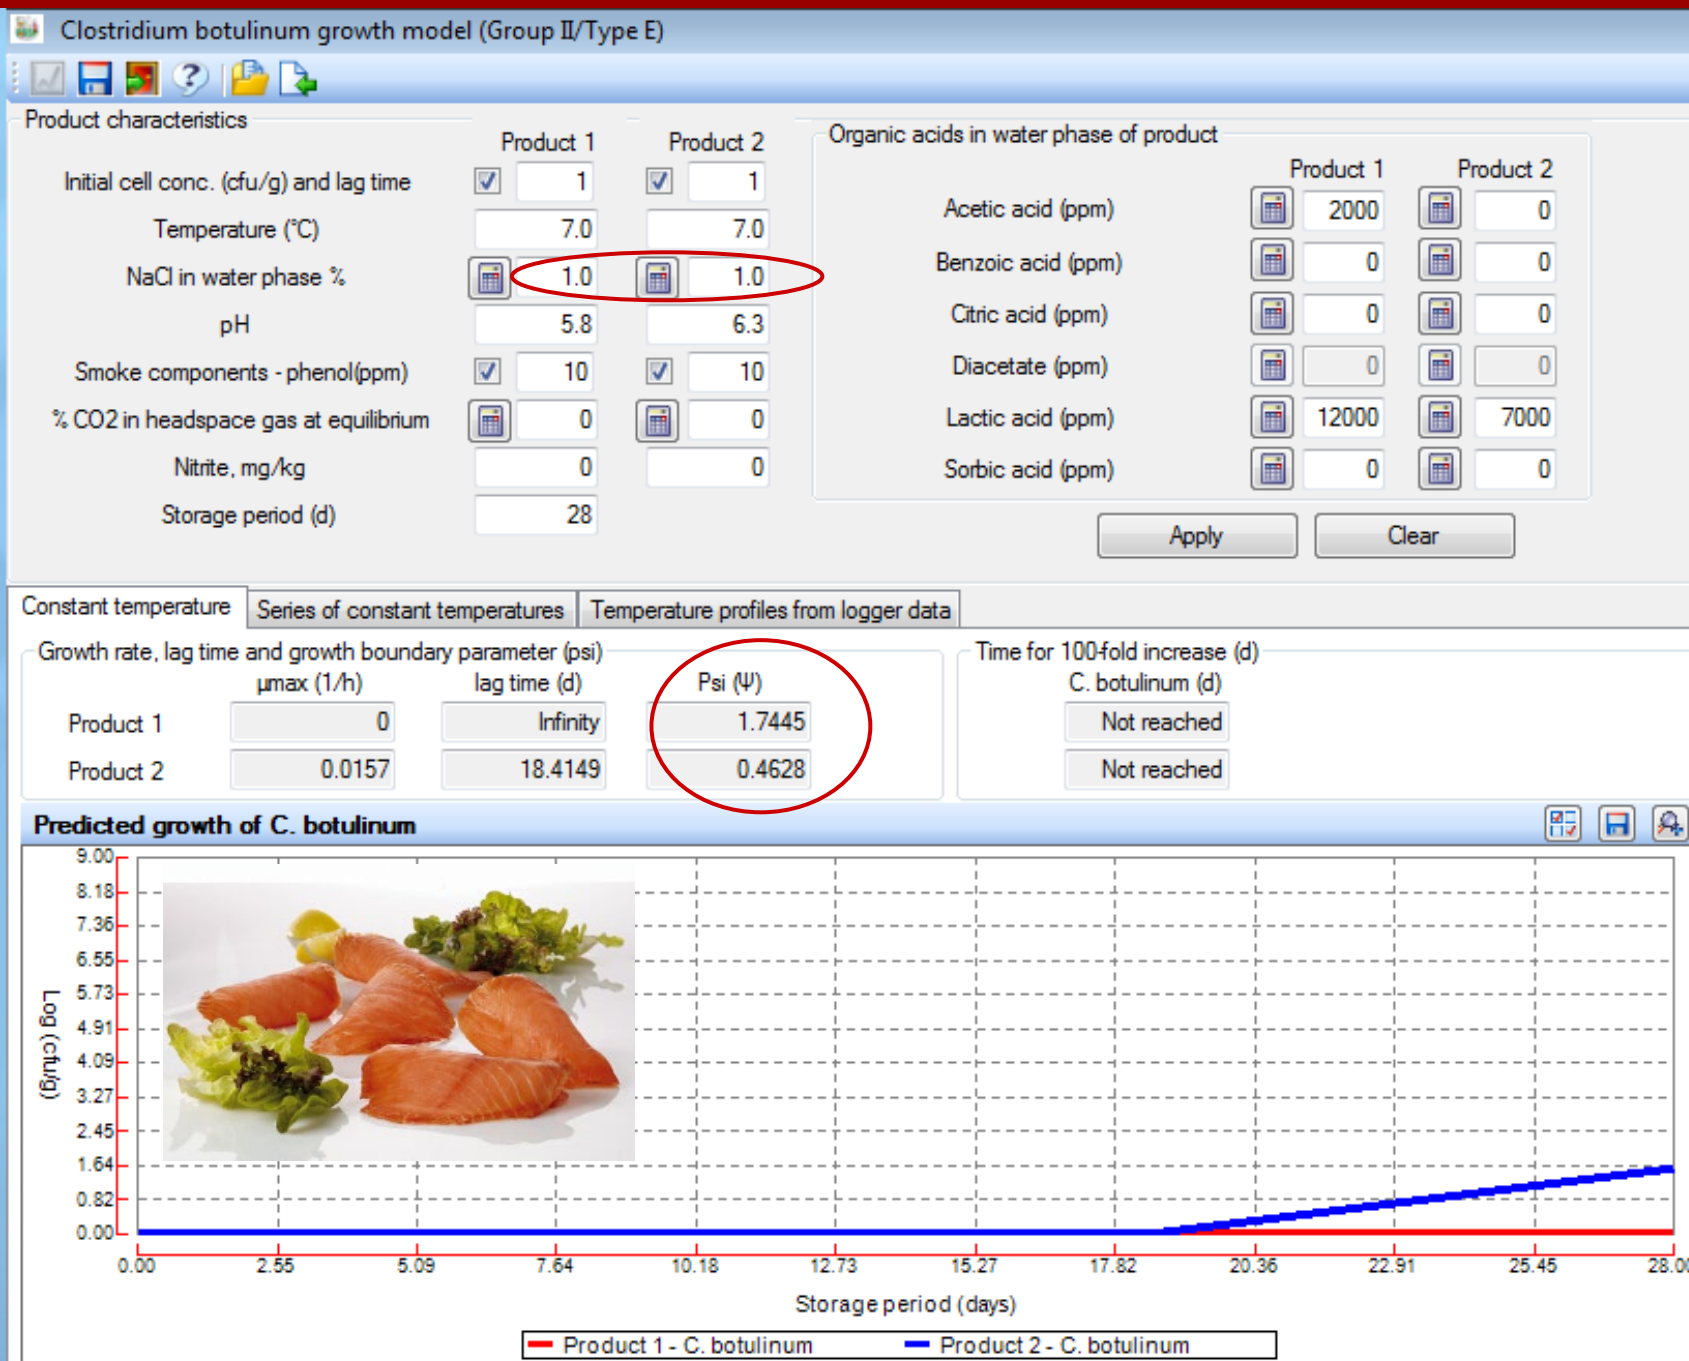 Clostridium botulinum growth model (Group II/Type E)
Product characteristics
Product 1 Product 2
Initial cell conc. (cfu/g) and lag time 1 1
Temperature (°C) 7.0 7.0
NaCl in water phase % 1.0 1.0
pH 5.8 6.3
Smoke components - phenol(ppm) 10 10
% CO2 in headspace gas at equilibrium 0 0
Nitrite, mg/kg 0 0
Storage period (d) 28
Organic acids in water phase of product
Product 1 Product 2
Acetic acid (ppm) 2000 0
Benzoic acid (ppm) 0 0
Citric acid (ppm) 0 0
Diacetate (ppm) 0 0
Lactic acid (ppm) 12000 7000
Sorbic acid (ppm) 0 0
Apply Clear
Constant temperature Series of constant temperatures Temperature profiles from logger data
Growth rate, lag time and growth boundary parameter (psi)
µmax (1/h) lag time (d) Psi (Ψ)
Product 1 0 Infinity 1.7445
Product 2 0.0157 18.4149 0.4628
Time for 100-fold increase (d)
C. botulinum (d)
Not reached
Not reached
Predicted growth of C. botulinum
9.00
8.18
7.36
6.55
5.73
4.91
4.09
3.27
2.45
1.64
0.82
0.00
Log (cfu/g)
0.00 2.55 5.09 7.64 10.18 12.73 15.27 17.82 20.36 22.91 25.45 28.00
Storage period (days)
Product 1 - C. botulinum Product 2 - C. botulinum